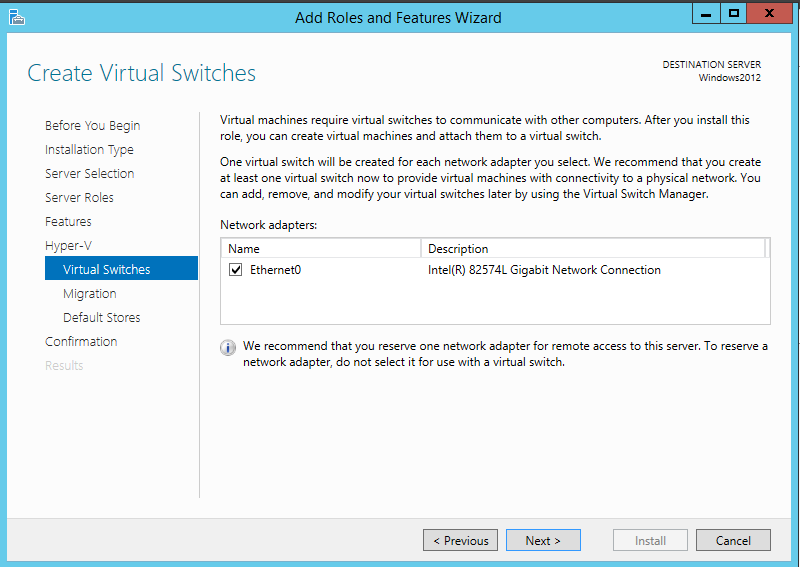 Add Roles and Features Wizard
Create Virtual Switches
DESTINATION SERVER
Windows2012
Before You Begin
Installation Type
Server Selection
Server Roles
Features
Hyper-V
Virtual Switches
Migration
Default Stores
Confirmation
Results
Virtual machines require virtual switches to communicate with other computers. After you install this
role, you can create virtual machines and attach them to a virtual switch.
One virtual switch will be created for each network adapter you select. We recommend that you create
at least one virtual switch now to provide virtual machines with connectivity to a physical network. You
can add, remove, and modify your virtual switches later by using the Virtual Switch Manager.
Network adapters:
Name Description
Ethernet0 Intel(R) 82574L Gigabit Network Connection
We recommend that you reserve one network adapter for remote access to this server. To reserve a
network adapter, do not select it for use with a virtual switch.
< Previous Next > Install Cancel